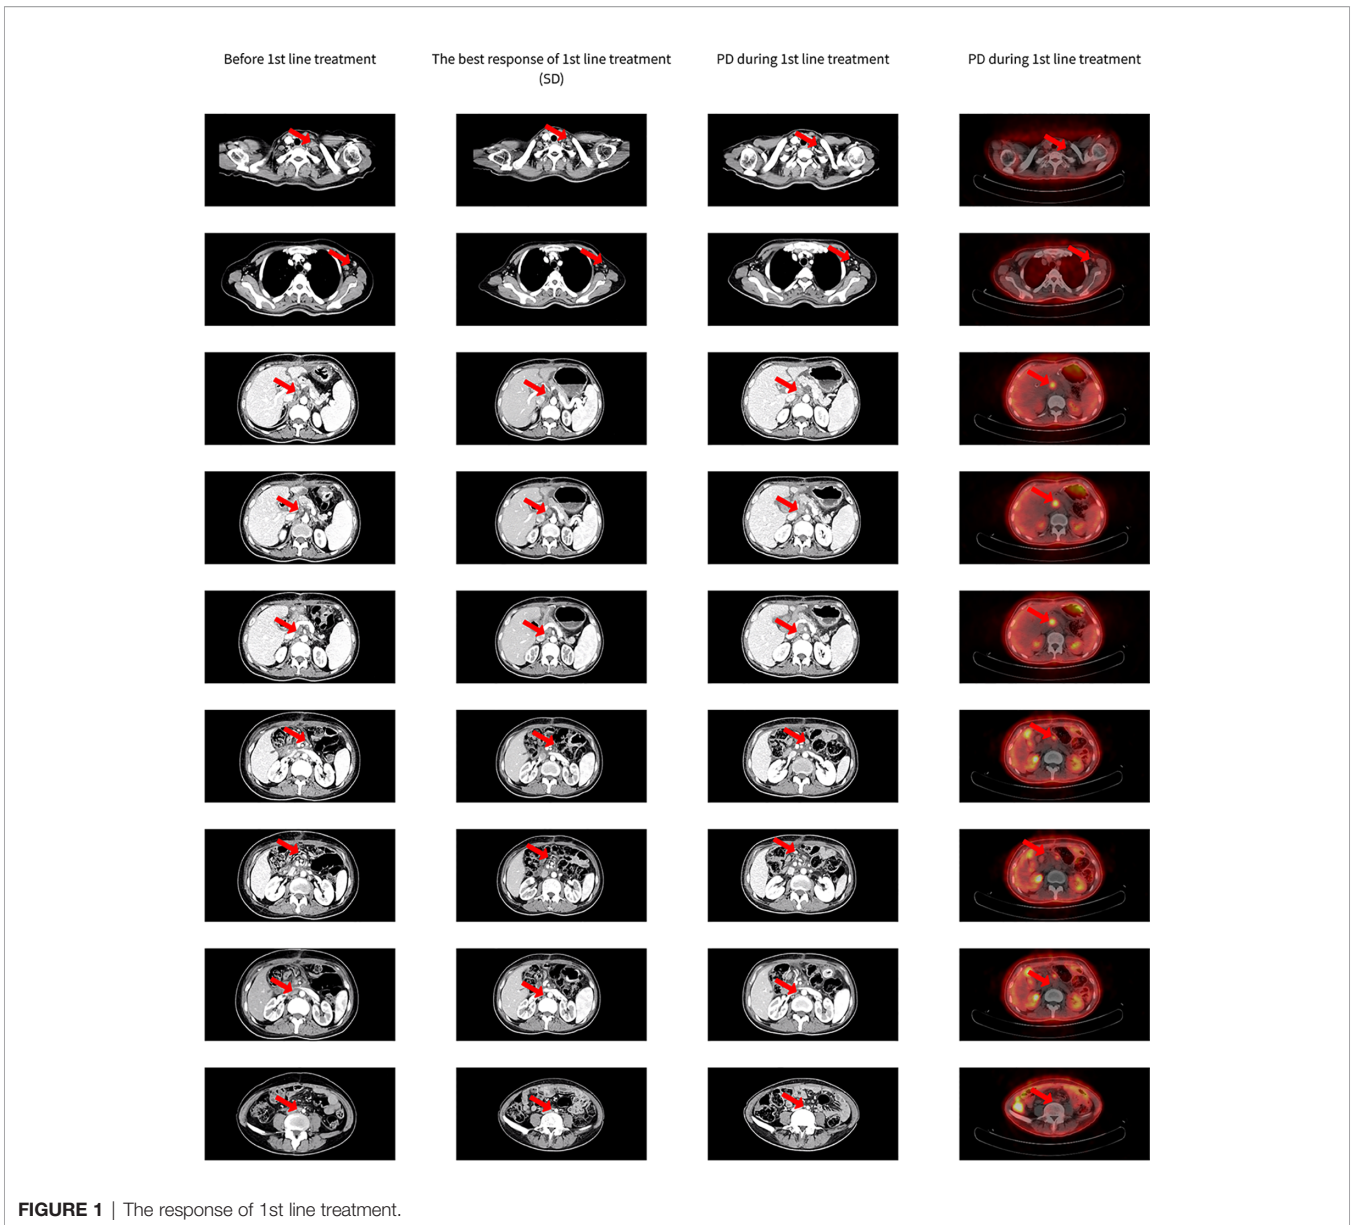 Before 1st line treatment
The best response of 1st line treatment
(SD)
PD during 1st line treatment
PD during 1st line treatment
FIGURE 1 | The response of 1st line treatment.